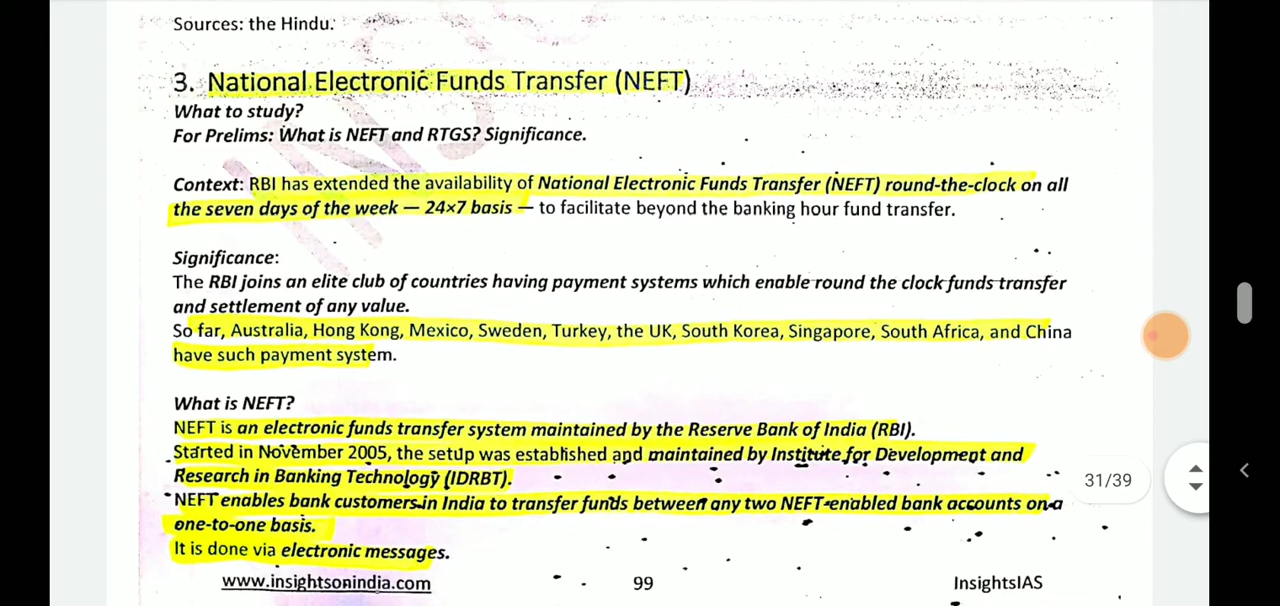 Sources: the Hindu.
3. National Electronic Funds Transfer (NEFT)
What to study?
For Prelims: What is NEFT and RTGS? Significance.
Context: RBI has extended the availability of National Electronic Funds Transfer (NEFT) round-the-clock on all
the seven days of the week — 24×7 basis — to facilitate beyond the banking hour fund transfer.
Significance:
The RBI joins an elite club of countries having payment systems which enable round the clock funds transfer
and settlement of any value.
So far, Australia, Hong Kong, Mexico, Sweden, Turkey, the UK, South Korea, Singapore, South Africa, and China
have such payment system.
What is NEFT?
NEFT is an electronic funds transfer system maintained by the Reserve Bank of India (RBI).
Started in November 2005, the setup was established and maintained by Institute for Development and
Research in Banking Technology (IDRBT).
NEFT enables bank customers in India to transfer funds between any two NEFT-enabled bank accounts on a
one-to-one basis.
It is done via electronic messages.
www.insightsonindia.com 99 InsightsIAS
31/39